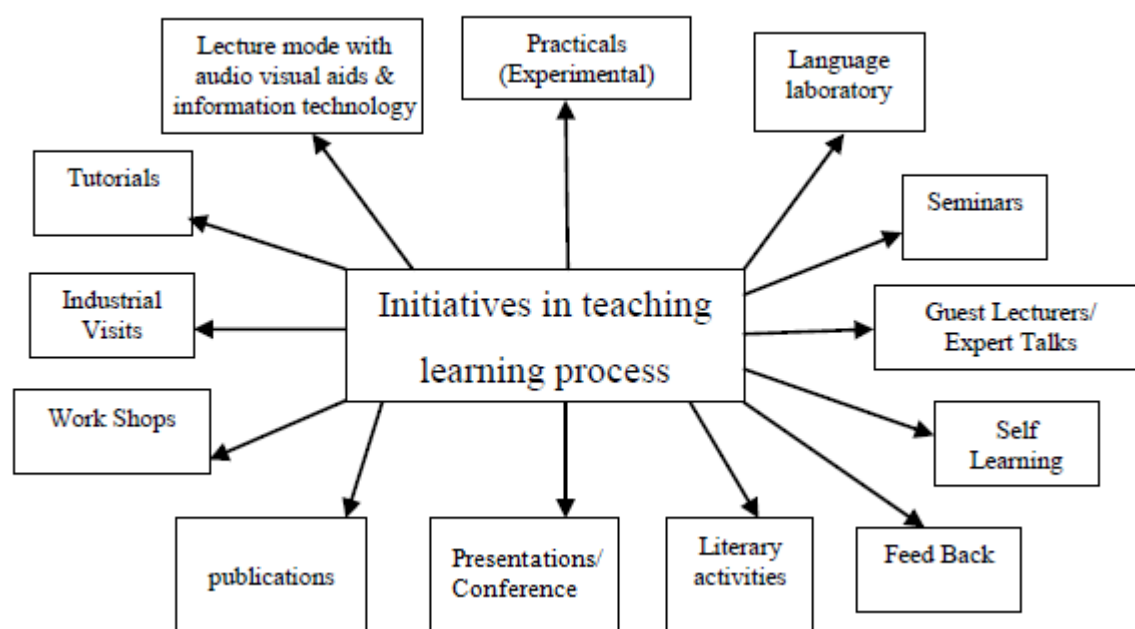 Lecture mode with
audio visual aids &
information technology
Practicals
(Experimental)
Language
laboratory
Tutorials
Seminars
Industrial
Visits
Initiatives in teaching
learning process
Guest Lecturers/
Expert Talks
Work Shops
Self
Learning
publications
Presentations/
Conference
Literary
activities
Feed Back